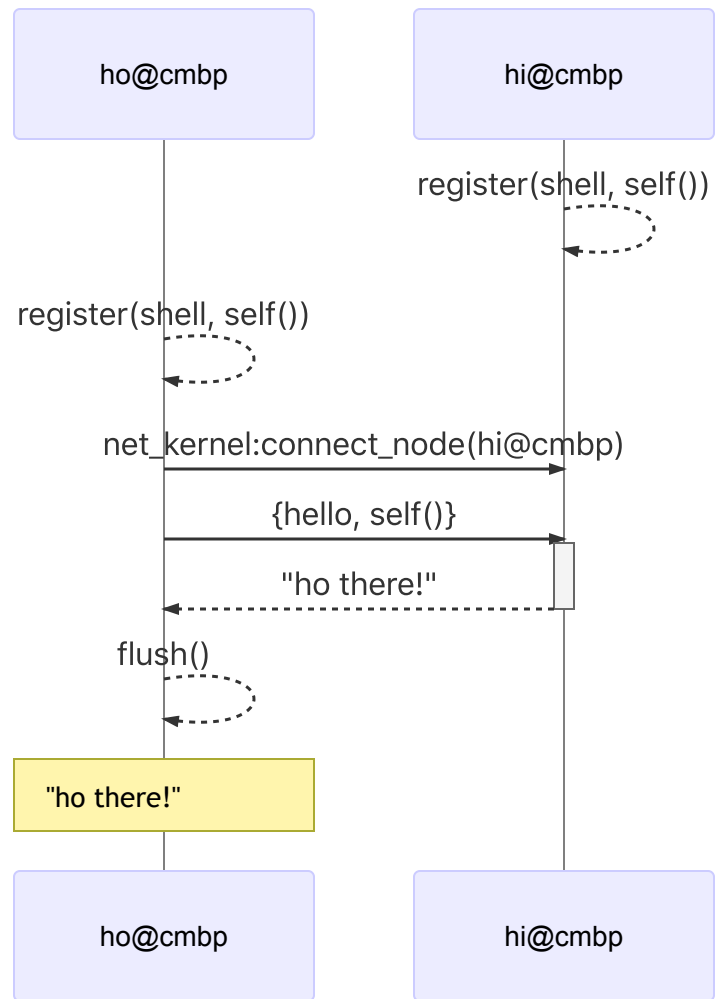 ho@cmbp
hi@cmbp
register(shell, self())
register(shell, self())
net_kernel:connect_node(hi@cmbp)
{hello, self()}
"ho there!"
flush()
"ho there!"
ho@cmbp
hi@cmbp